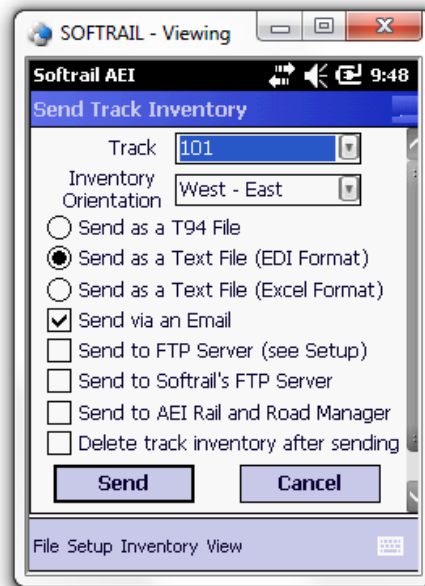 SOFTRAIL - Viewing
Softrail AEI 9:48
Send Track Inventory
Track 101
Inventory
Orientation West - East
Send as a T94 File
Send as a Text File (EDI Format)
Send as a Text File (Excel Format)
Send via an Email
Send to FTP Server (see Setup)
Send to Softrail's FTP Server
Send to AEI Rail and Road Manager
Delete track inventory after sending
Send Cancel
File Setup Inventory View